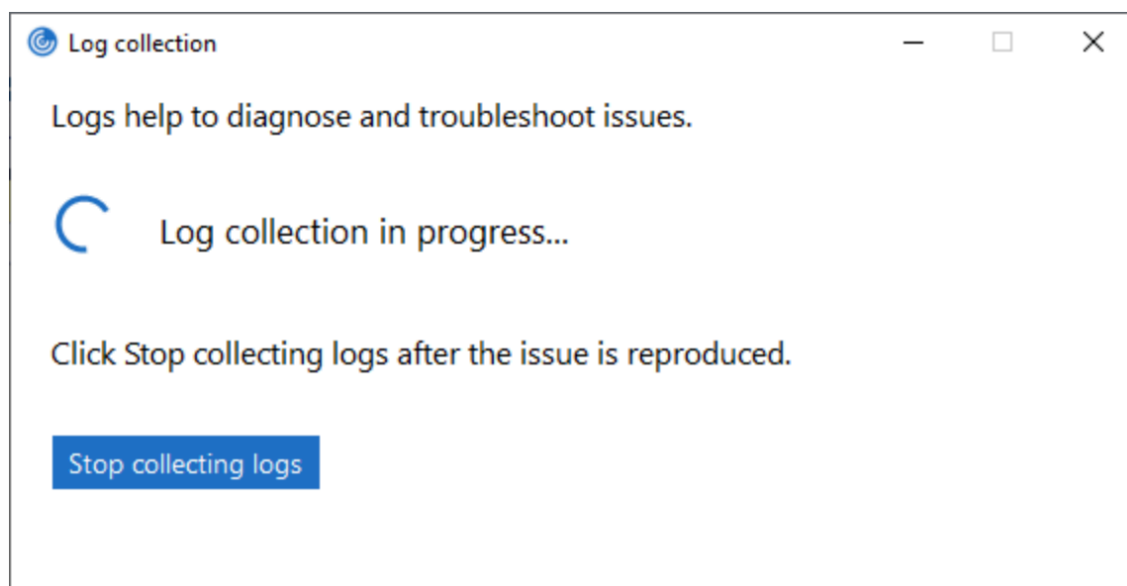 Log collection
Logs help to diagnose and troubleshoot issues.
Log collection in progress...
Click Stop collecting logs after the issue is reproduced.
Stop collecting logs